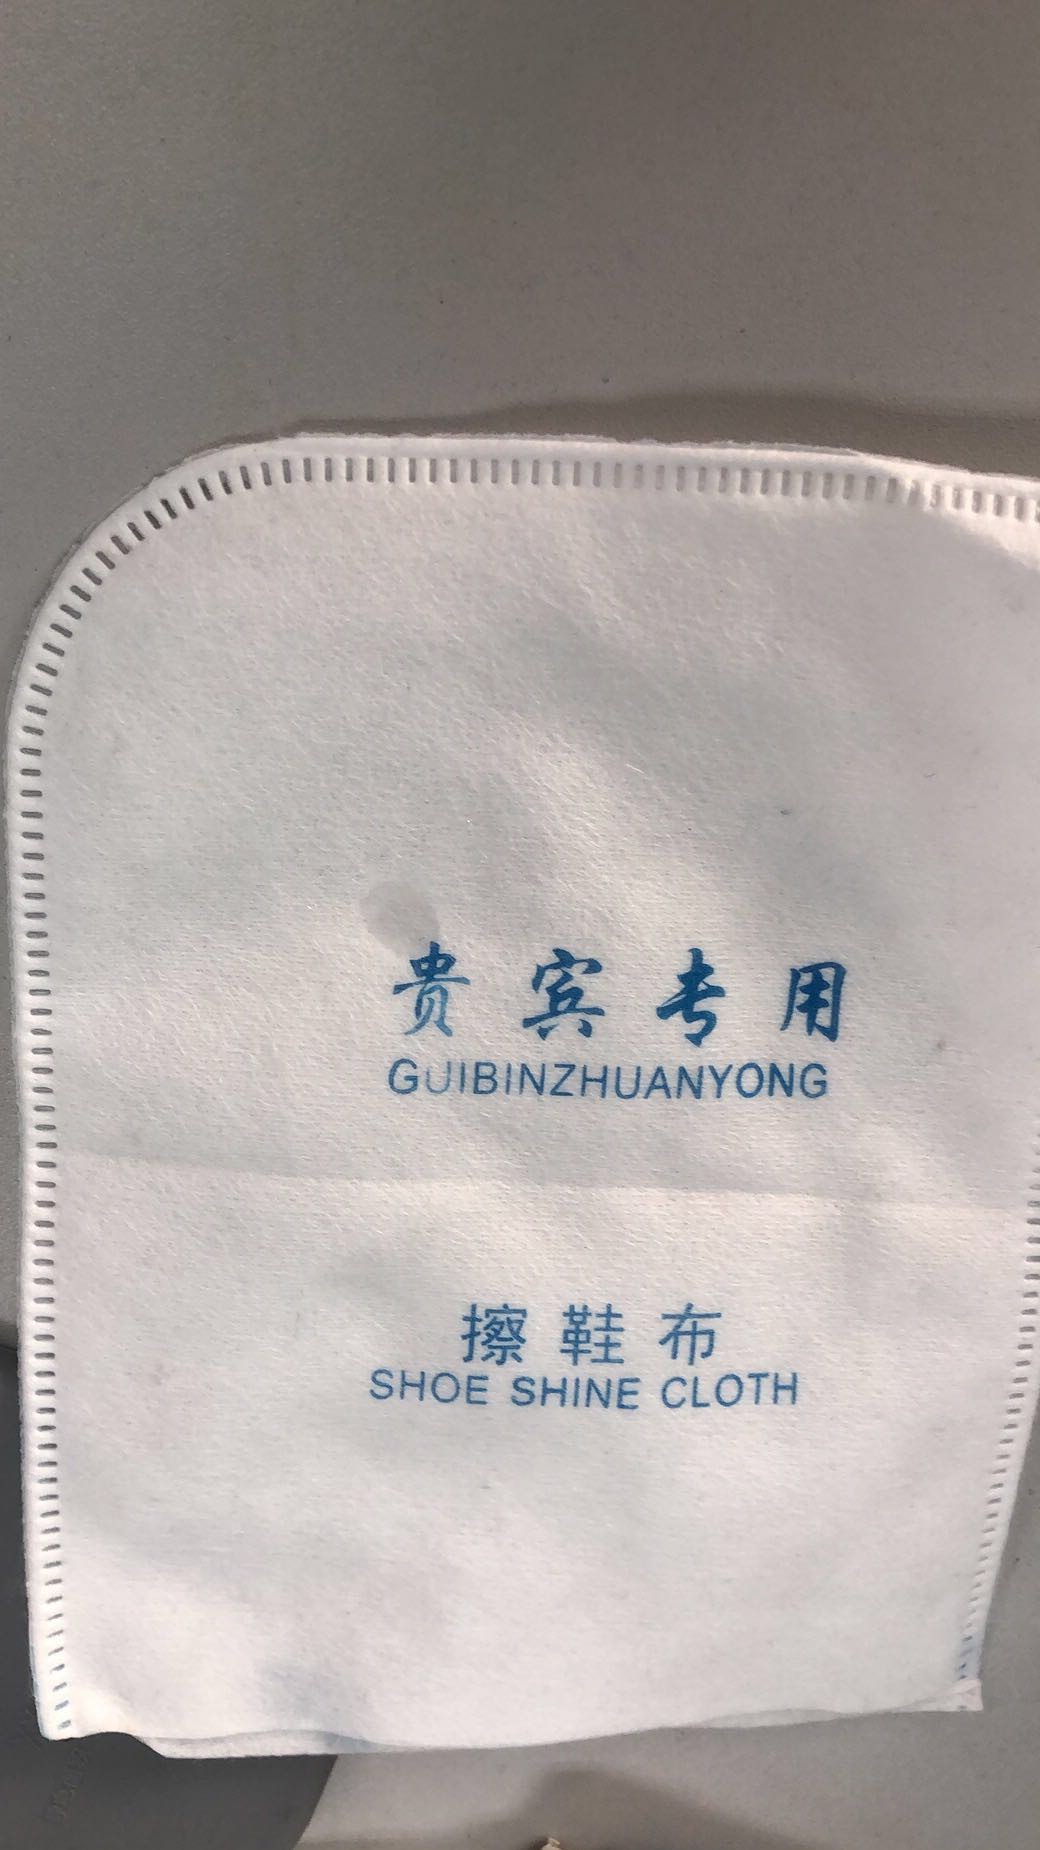 贵宾专用
GUIBINZHUANYONG
擦鞋布
SHOE SHINE CLOTH